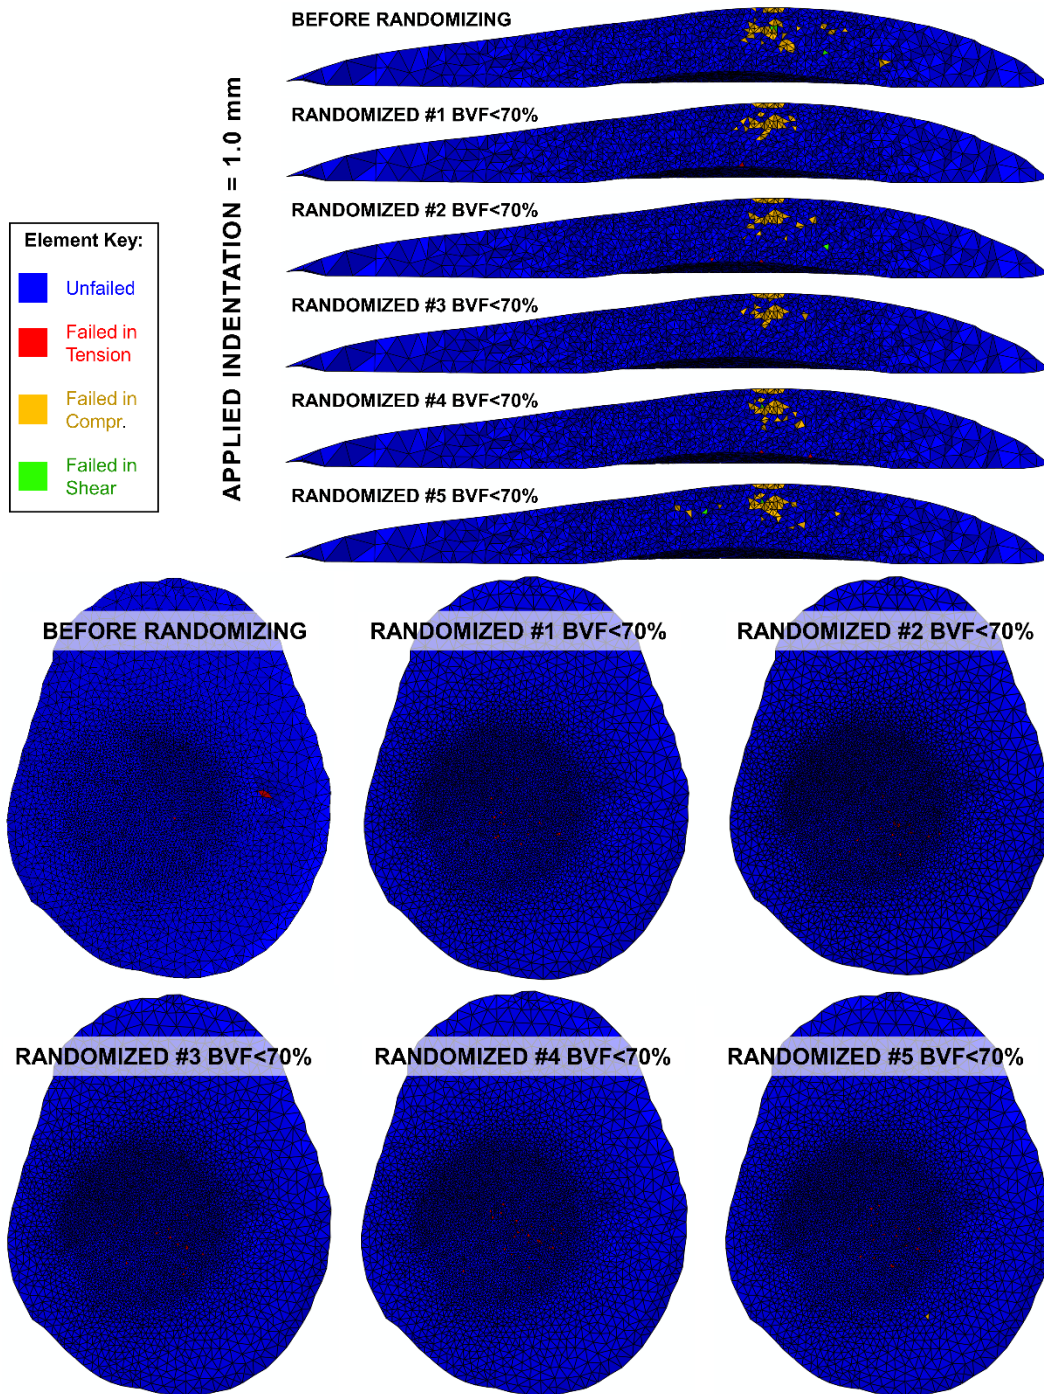 BEFORE RANDOMIZING
RANDOMIZED #1 BVF<70%
RANDOMIZED #2 BVF<70%
RANDOMIZED #3 BVF<70%
RANDOMIZED #4 BVF<70%
RANDOMIZED #5 BVF<70%
APPLIED INDENTATION = 1.0 mm
Element Key:
Unfailed
Failed in
Tension
Failed in
Compr.
Failed in
Shear
BEFORE RANDOMIZING
RANDOMIZED #1 BVF<70%
RANDOMIZED #2 BVF<70%
RANDOMIZED #3 BVF<70%
RANDOMIZED #4 BVF<70%
RANDOMIZED #5 BVF<70%